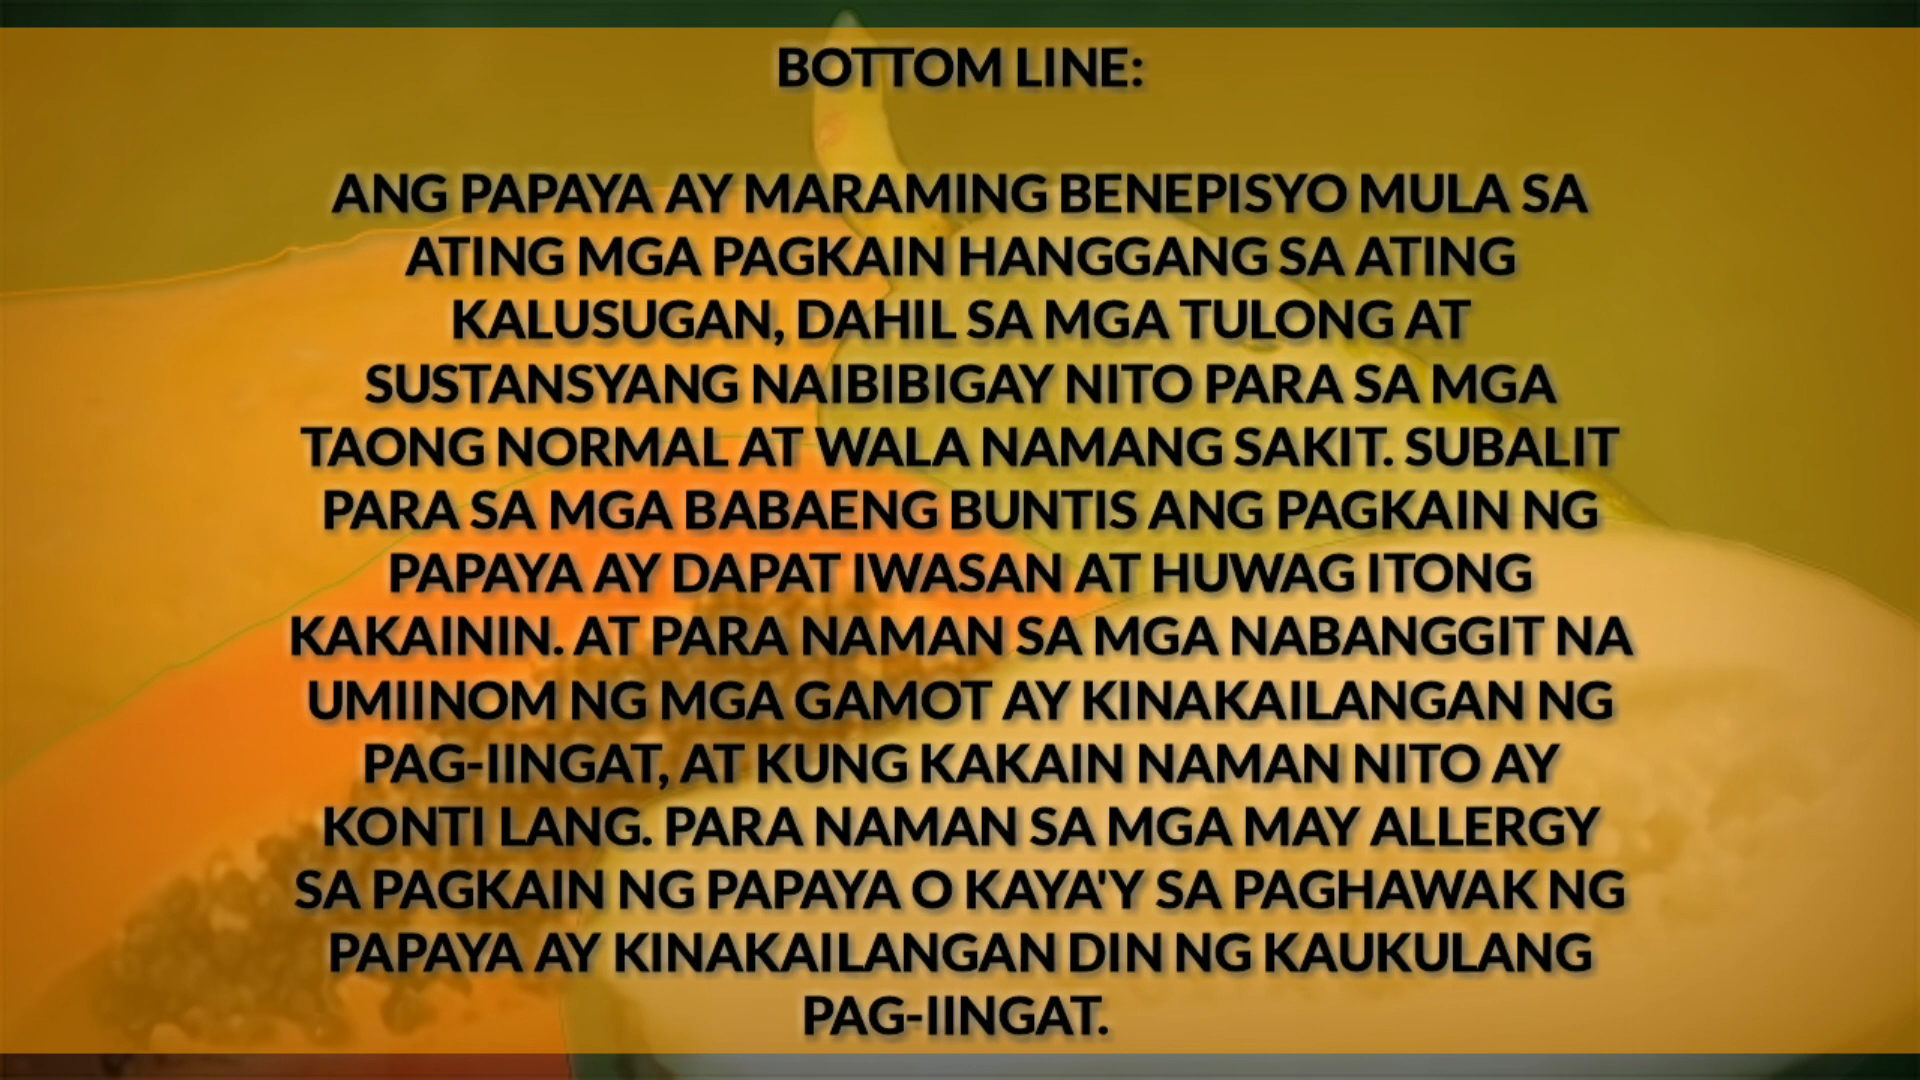 BOTTOM LINE:
ANG PAPAYA AY MARAMING BENEPISYO MULA SA
ATING MGA PAGKAIN HANGGANG SA ATING
KALUSUGAN, DAHIL SA MGA TULONG AT
SUSTANSYANG NAIBIBIGAY NITO PARA SA MGA
TAONG NORMAL AT WALA NAMANG SAKIT. SUBALIT
PARA SA MGA BABAENG BUNTIS ANG PAGKAIN NG
PAPAYA AY DAPAT IWASAN AT HUWAG ITONG
KAKAININ. AT PARA NAMAN SA MGA NABANGGIT NA
UMIINOM NG MGA GAMOT AY KINAKAILANGAN NG
PAG-IINGAT, AT KUNG KAKAIN NAMAN NITO AY
KONTI LANG. PARA NAMAN SA MGA MAY ALLERGY
SA PAGKAIN NG PAPAYA O KAYA'Y SA PAGHAWAK NG
PAPAYA AY KINAKAILANGAN DIN NG KAUKULANG
PAG-IINGAT.